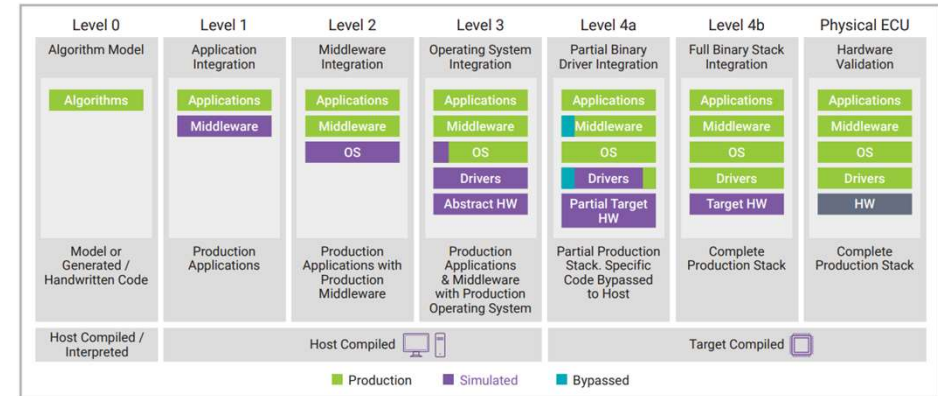 Level 0
Level 1
Level 2
Level 3
Level 4a
Level 4b
Physical ECU
Algorithm Model
Application
Integration
Middleware
Integration
Operating System
Integration
Partial Binary
Driver Integration
Full Binary Stack
Integration
Hardware
Validation
Algorithms
Applications
Middleware
Applications
Middleware
OS
Applications
Middleware
OS
Drivers
Abstract HW
Applications
Middleware
OS
Drivers
Partial Target
HW
Applications
Middleware
OS
Drivers
Target HW
Applications
Middleware
OS
Drivers
HW
Model or
Generated /
Handwritten Code
Production
Applications
Production
Applications with
Production
Middleware
Production
Applications
& Middleware
with Production
Operating System
Partial Production
Stack. Specific
Code Bypassed
to Host
Complete
Production Stack
Complete
Production Stack
Host Compiled /
Interpreted
Host Compiled
Target Compiled
Production
Simulated
Bypassed